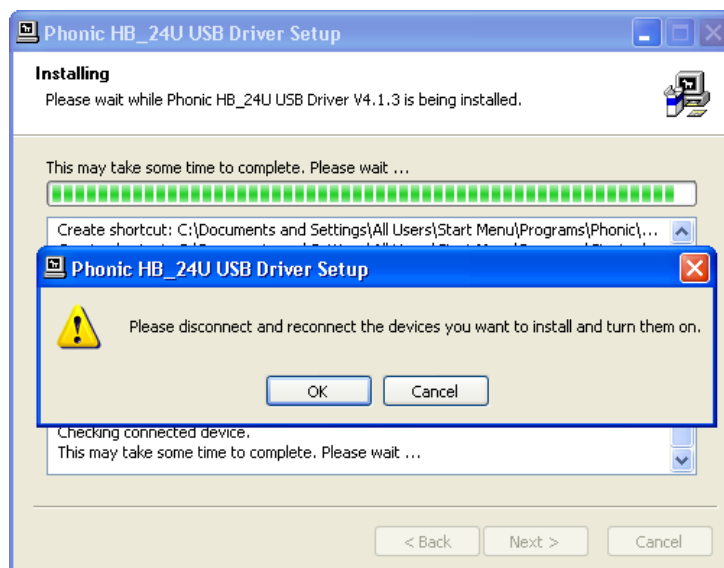 Phonic HB_24U USB Driver Setup
Installing
Please wait while Phonic HB_24U USB Driver V4.1.3 is being installed.
This may take some time to complete. Please wait ...
Create shortcut: C:\Documents and Settings\All Users\Start Menu\Programs\Phonic\...
Phonic HB_24U USB Driver Setup
Please disconnect and reconnect the devices you want to install and turn them on.
OK Cancel
Checking connected device.
This may take some time to complete. Please wait ...
< Back Next > Cancel